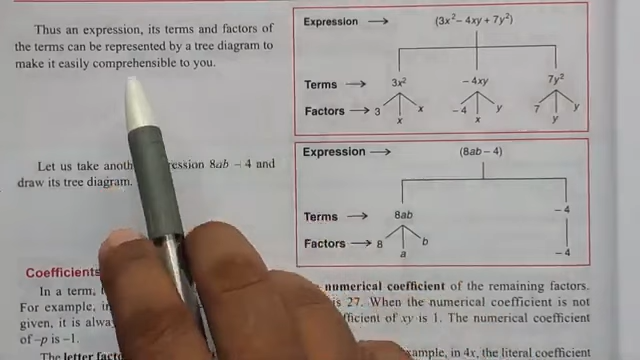 Thus an expression, its terms and factors of
the terms can be represented by a tree diagram to
make it easily comprehensible to you.
Expression → (3x² – 4xy + 7y²)
Terms → 3x² – 4xy 7y²
Factors → 3 x x –4 x y 7 y y
Let us take ression 8ab – 4 and
draw its tree diagram.
Expression → (8ab – 4)
Terms → 8ab – 4
Factors → 8 a b – 4
Coefficients
In a term, numerical coefficient of the remaining factors.
For example, in is 27. When the numerical coefficient is not
given, it is efficient of xy is 1. The numerical coefficient
of –p is –1.
The letter example, in 4x, the literal coefficient